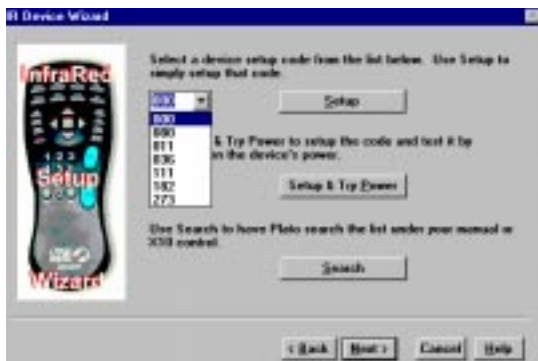 IR Device Wizard
InfraRed
Setup
Wizard
Select a device setup code from the list below. Use Setup to
simply setup that code.
000
Setup
000
000
011
036
111
182
273
& Try Power to setup the code and test it by
in the device's power.
Setup & Try Power
Use Search to have Plato search the list under your manual or
X10 control.
Search
< Back
Next >
Cancel
Help